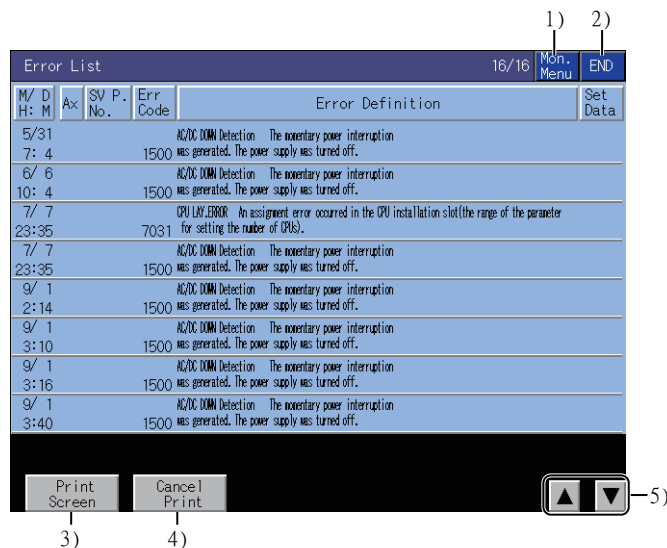 1) 2)
Error List 16/16 Mon. Menu END
M/ D H: M Ax SV P. No. Err Code Error Definition Set Data
5/31 AC/DC DOWN Detection The momentary power interruption
7: 4 1500 was generated. The power supply was turned off.
6/ 6 AC/DC DOWN Detection The momentary power interruption
10: 4 1500 was generated. The power supply was turned off.
7/ 7 CPU LAY.ERROR An assignment error occurred in the CPU installation slot(the range of the parameter
23:35 7031 for setting the number of CPUs).
7/ 7 AC/DC DOWN Detection The momentary power interruption
23:35 1500 was generated. The power supply was turned off.
9/ 1 AC/DC DOWN Detection The momentary power interruption
2:14 1500 was generated. The power supply was turned off.
9/ 1 AC/DC DOWN Detection The momentary power interruption
3:10 1500 was generated. The power supply was turned off.
9/ 1 AC/DC DOWN Detection The momentary power interruption
3:16 1500 was generated. The power supply was turned off.
9/ 1 AC/DC DOWN Detection The momentary power interruption
3:40 1500 was generated. The power supply was turned off.
Print Screen Cancel Print ▲ ▼ 5)
3) 4)